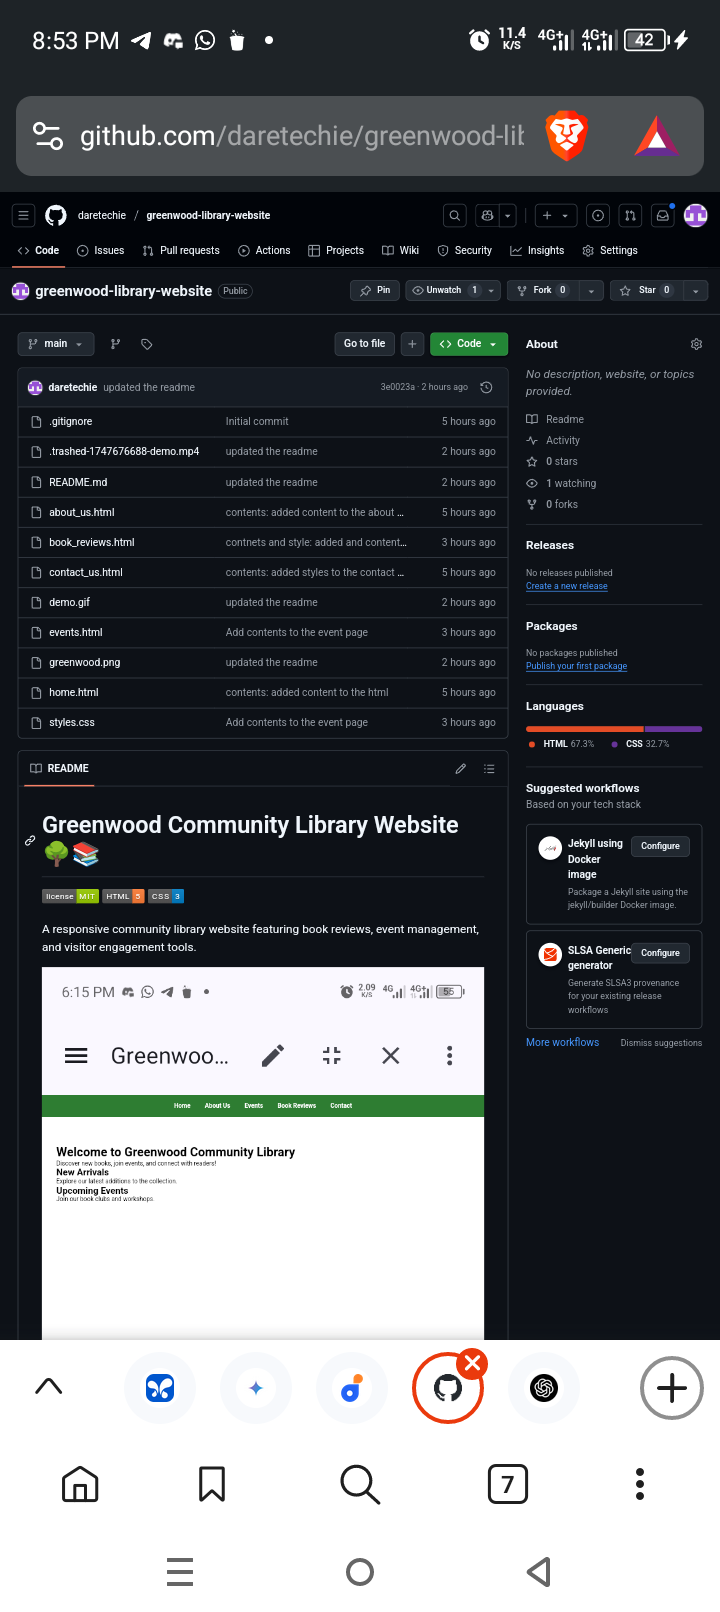 8:53 PM 11.4 K/S 4G+ 4G+ 42
github.com/daretechie/greenwood-lib
daretechie / greenwood-library-website
Code Issues Pull requests Actions Projects Wiki Security Insights Settings
greenwood-library-website Public Pin Unwatch 1 Fork 0 Star 0
main Go to file Code
daretechie updated the readme 3e0023a · 2 hours ago
.gitignore Initial commit 5 hours ago
.trashed-1747676688-demo.mp4 updated the readme 2 hours ago
README.md updated the readme 2 hours ago
about_us.html contents: added content to the about ... 5 hours ago
book_reviews.html contnets and style: added and content... 3 hours ago
contact_us.html contents: added styles to the contact ... 5 hours ago
demo.gif updated the readme 2 hours ago
events.html Add contents to the event page 3 hours ago
greenwood.png updated the readme 2 hours ago
home.html contents: added content to the html 5 hours ago
styles.css Add contents to the event page 3 hours ago
README
Greenwood Community Library Website
🌳📚
license MIT HTML 5 CSS 3
A responsive community library website featuring book reviews, event management,
and visitor engagement tools.
6:15 PM 2.09 K/S 4G 4G+ 55
Greenwoo...
Home About Us Events Book Reviews Contact
Welcome to Greenwood Community Library
Discover new books, join events, and connect with readers!
New Arrivals
Explore our latest additions to the collection.
Upcoming Events
Join our book clubs and workshops.
About
No description, website, or topics
provided.
Readme
Activity
0 stars
1 watching
0 forks
Releases
No releases published
Create a new release
Packages
No packages published
Publish your first package
Languages
HTML 67.3% CSS 32.7%
Suggested workflows
Based on your tech stack
Jekyll using
Docker
image
Configure
Package a Jekyll site using the
jekyll/builder Docker image.
SLSA Generic
generator
Configure
Generate SLSA3 provenance
for your existing release
workflows
More workflows Dismiss suggestions
7